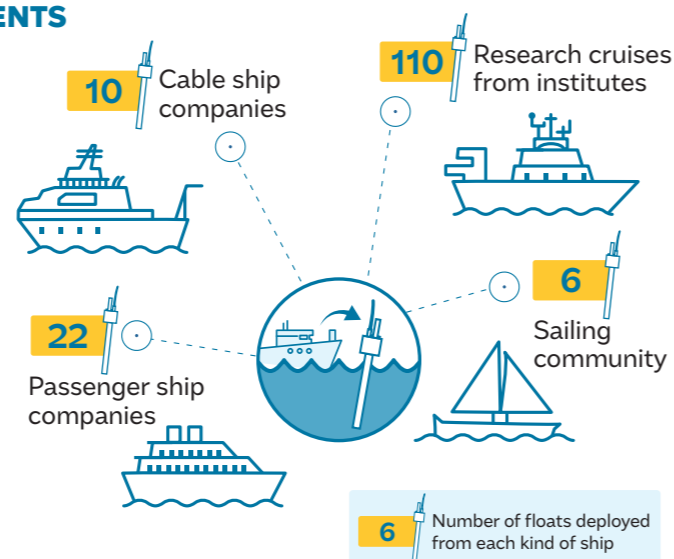 10
Cable ship
companies
110
Research cruises
from institutes
22
Passenger ship
companies
6
Sailing
community
6
Number of floats deployed
from each kind of ship